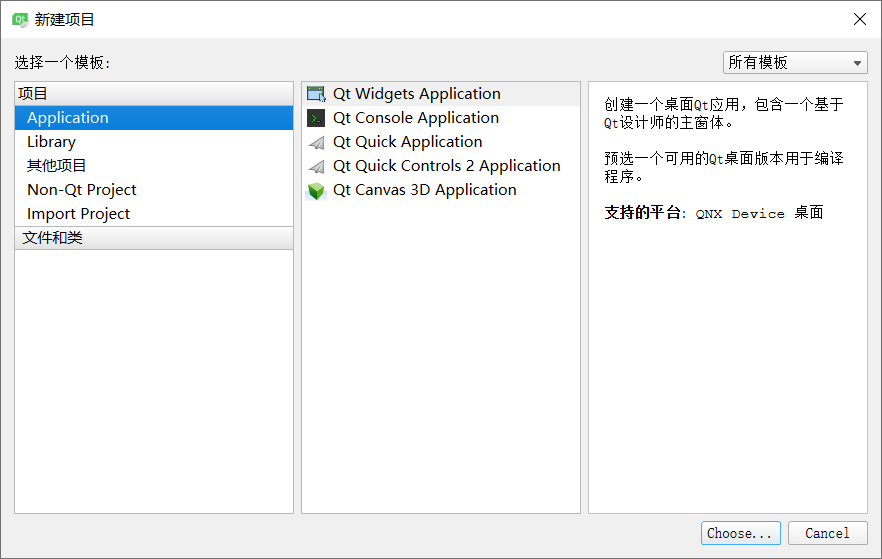 新建项目
选择一个模板:
所有模板
项目
Application
Library
其他项目
Non-Qt Project
Import Project
文件和类
Qt Widgets Application
Qt Console Application
Qt Quick Application
Qt Quick Controls 2 Application
Qt Canvas 3D Application
创建一个桌面Qt应用，包含一个基于
Qt设计师的主窗体。
预选一个可用的Qt桌面版本用于编译
程序。
支持的平台: QNX Device 桌面
Choose...
Cancel